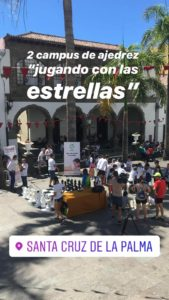 2 campus de ajedrez
“jugando con las
estrellas”
SANTA CRUZ DE LA PALMA